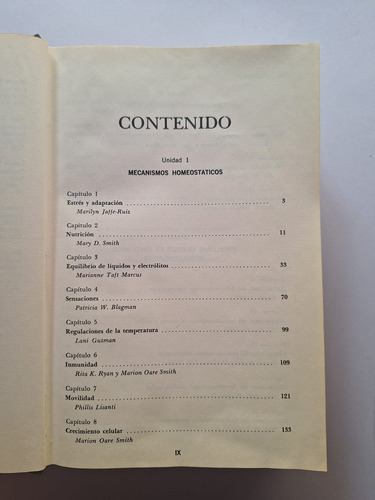 CONTENIDO
Unidad 1
MECANISMOS HOMEOSTATICOS
Capítulo 1
Estrés y adaptación 3
Marilyn Jaffe-Ruiz
Capítulo 2
Nutrición 11
Mary D. Smith
Capítulo 3
Equilibrio de líquidos y electrólitos 33
Marianne Taft Marcus
Capítulo 4
Sensaciones 70
Patricia W. Blagman
Capítulo 5
Regulaciones de la temperatura 99
Lani Guzman
Capítulo 6
Inmunidad 109
Rita K. Ryan y Marion Oare Smith
Capítulo 7
Movilidad 121
Phillis Lisanti
Capítulo 8
Crecimiento celular 133
Marion Oare Smith
IX